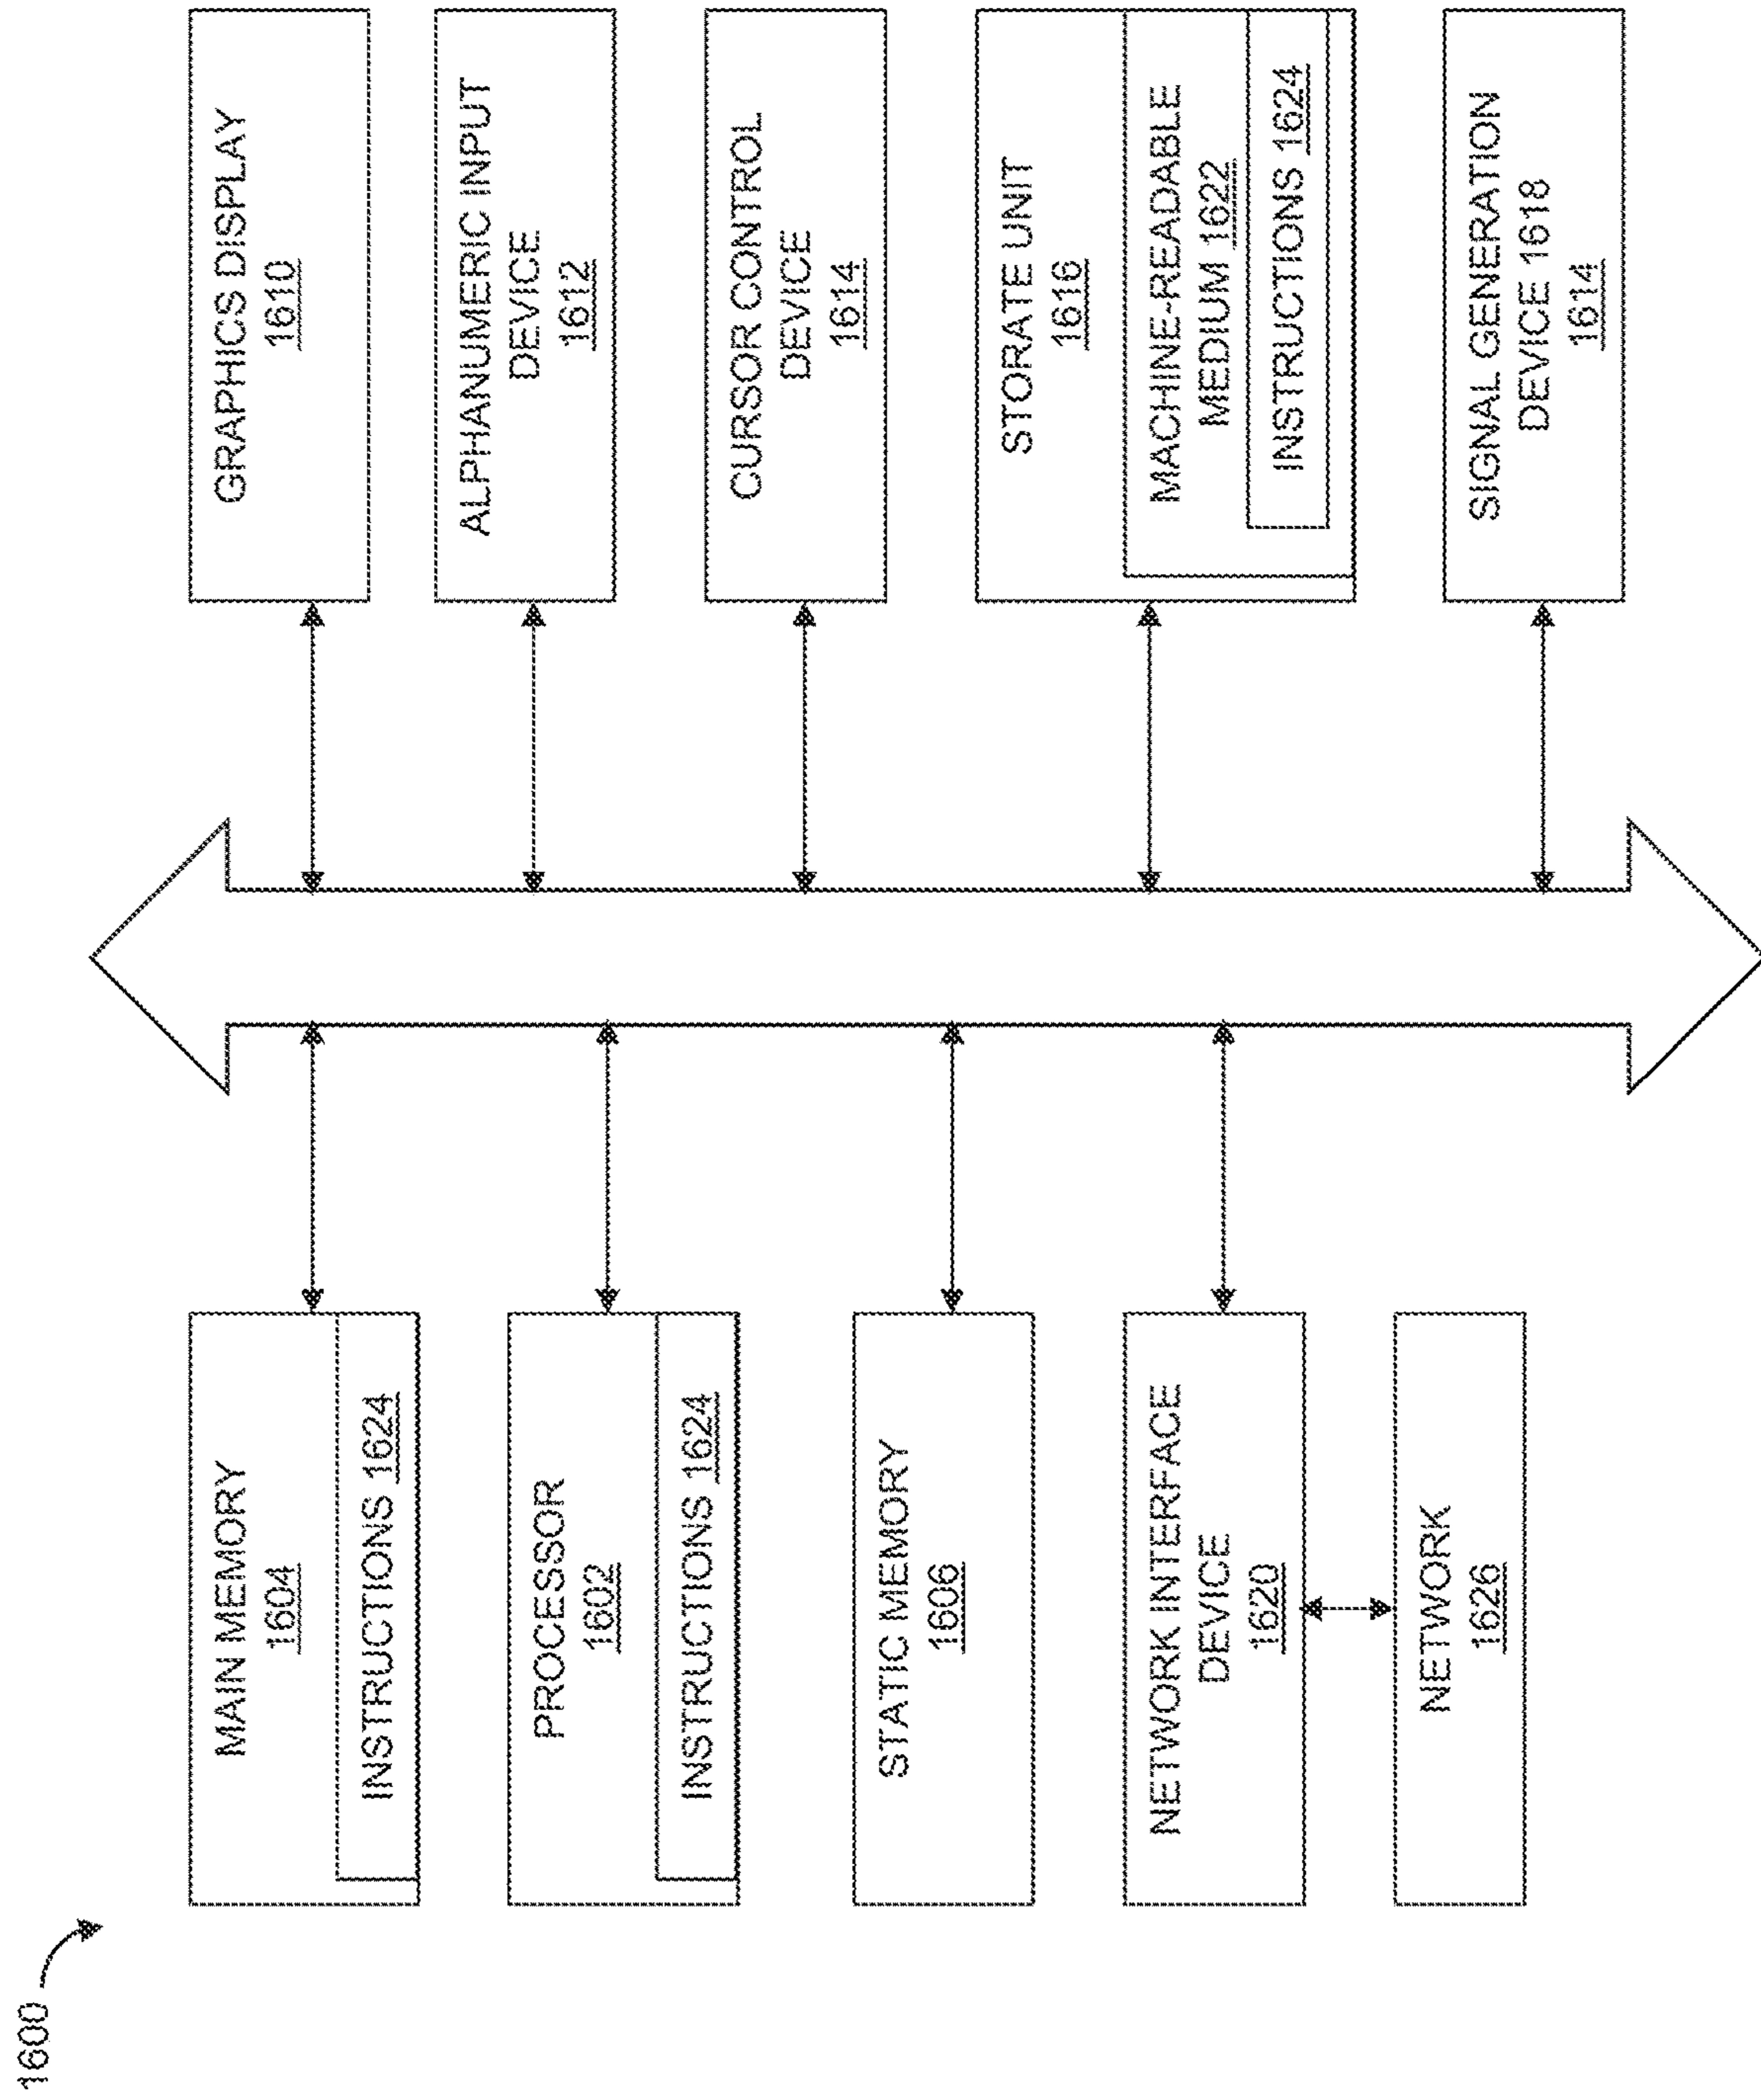 1600
MAIN MEMORY
1604
INSTRUCTIONS 1624
PROCESSOR
1602
INSTRUCTIONS 1624
STATIC MEMORY
1606
NETWORK INTERFACE
DEVICE
1620
NETWORK
1626
GRAPHICS DISPLAY
1610
ALPHANUMERIC INPUT
DEVICE
1612
CURSOR CONTROL
DEVICE
1614
STORATE UNIT
1616
MACHINE-READABLE
MEDIUM 1622
INSTRUCTIONS 1624
SIGNAL GENERATION
DEVICE 1618
1614